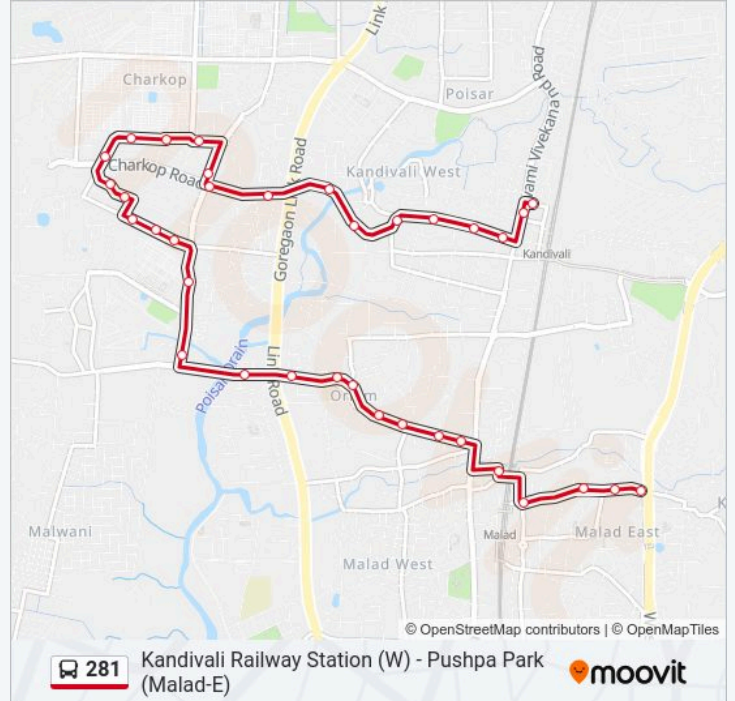 Link
Charkop
Poisar
Swami Vivekanand Road
Charkop Road
Kandivali West
Goregaon Link Road
Kandivali
Poisar Drain
Link Road
Orlem
Malwani
Malad
Malad East
K
Malad West
W
© OpenStreetMap contributors | © OpenMapTiles
281
Kandivali Railway Station (W) - Pushpa Park
(Malad-E)
moovit